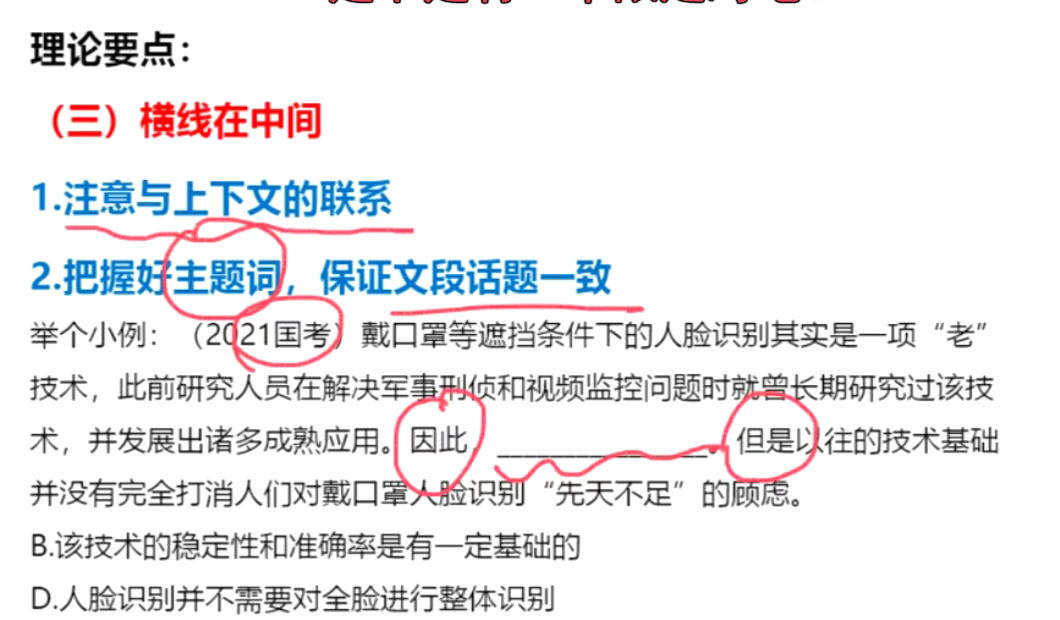 理论要点：
（三）横线在中间
1.注意与上下文的联系
2.把握好主题词，保证文段话题一致
举个小例：（2021国考）戴口罩等遮挡条件下的人脸识别其实是一项“老”
技术，此前研究人员在解决军事刑侦和视频监控问题时就曾长期研究过该技
术，并发展出诸多成熟应用。因此，______________。但是以往的技术基础
并没有完全打消人们对戴口罩人脸识别“先天不足”的顾虑。
B.该技术的稳定性和准确率是有一定基础的
D.人脸识别并不需要对全脸进行整体识别